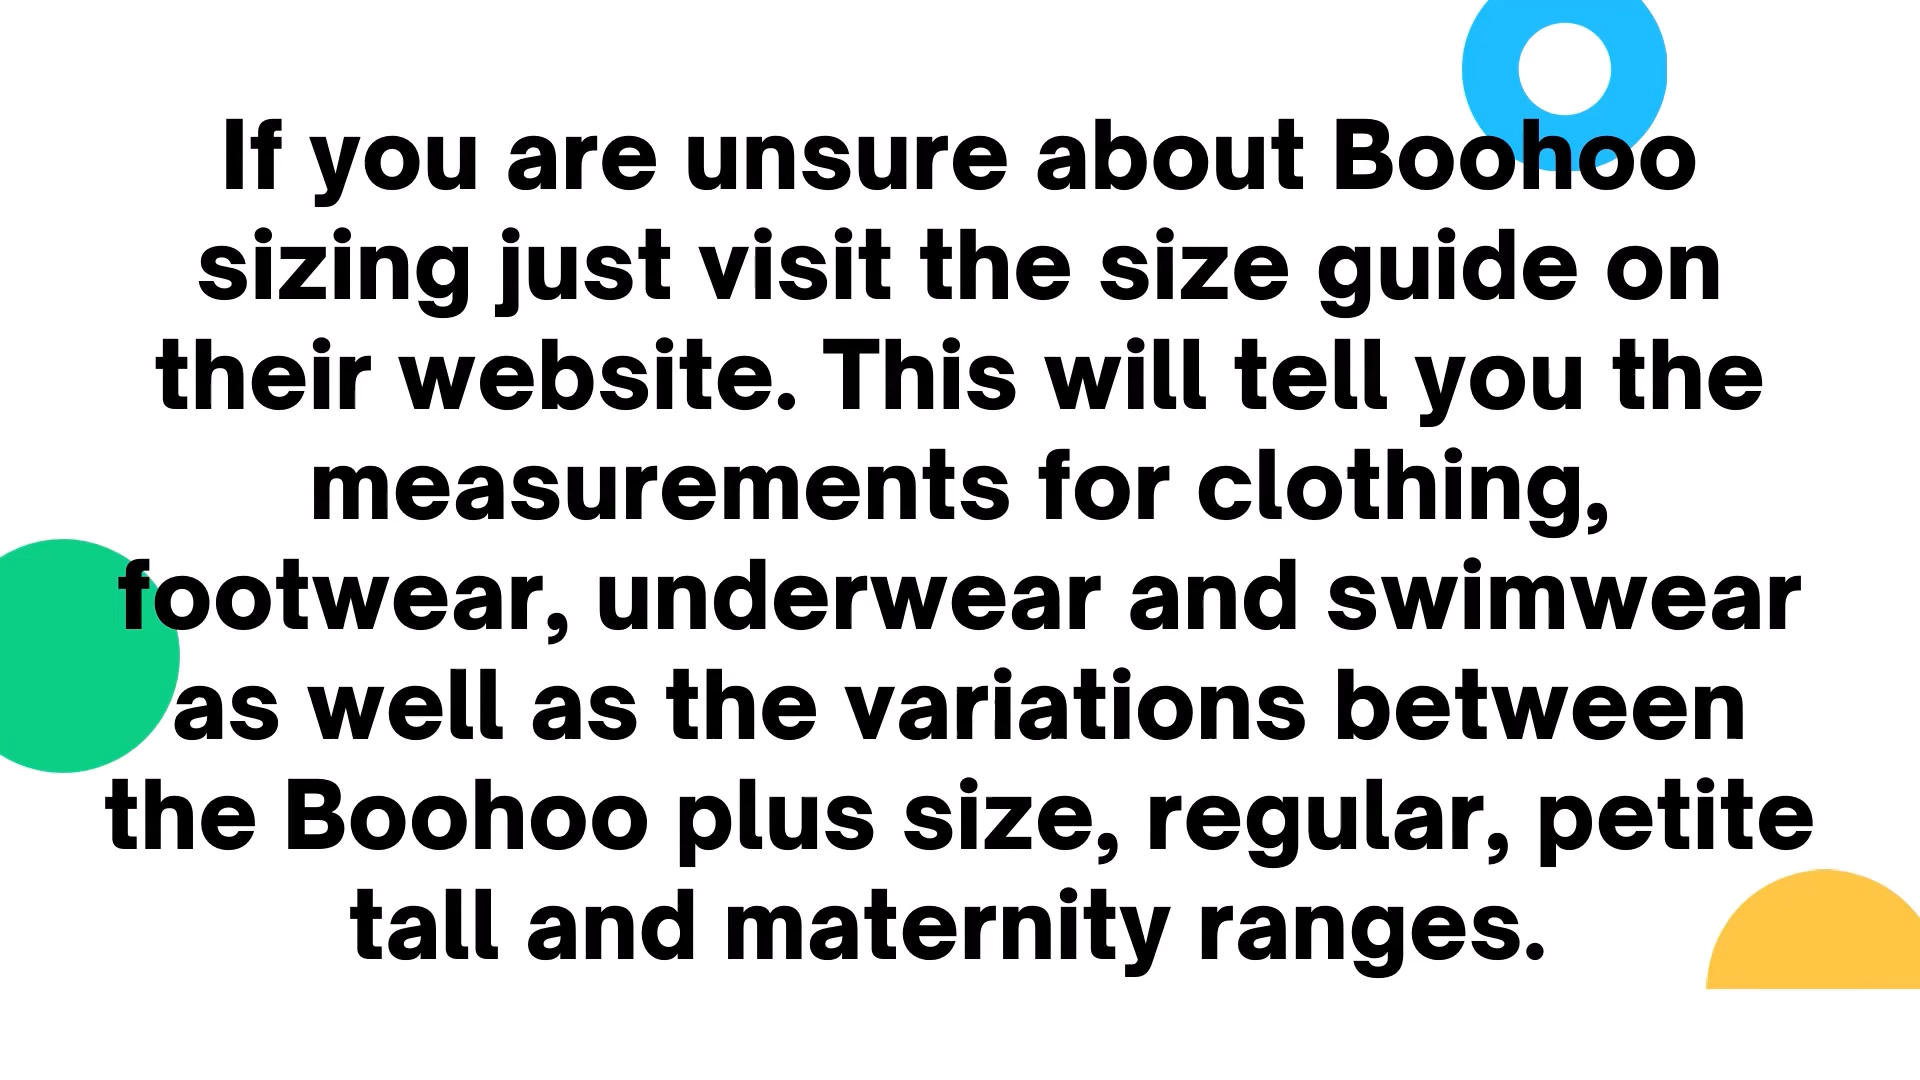 If you are unsure about Boohoo
sizing just visit the size guide on
their website. This will tell you the
measurements for clothing,
footwear, underwear and swimwear
as well as the variations between
the Boohoo plus size, regular, petite
tall and maternity ranges.